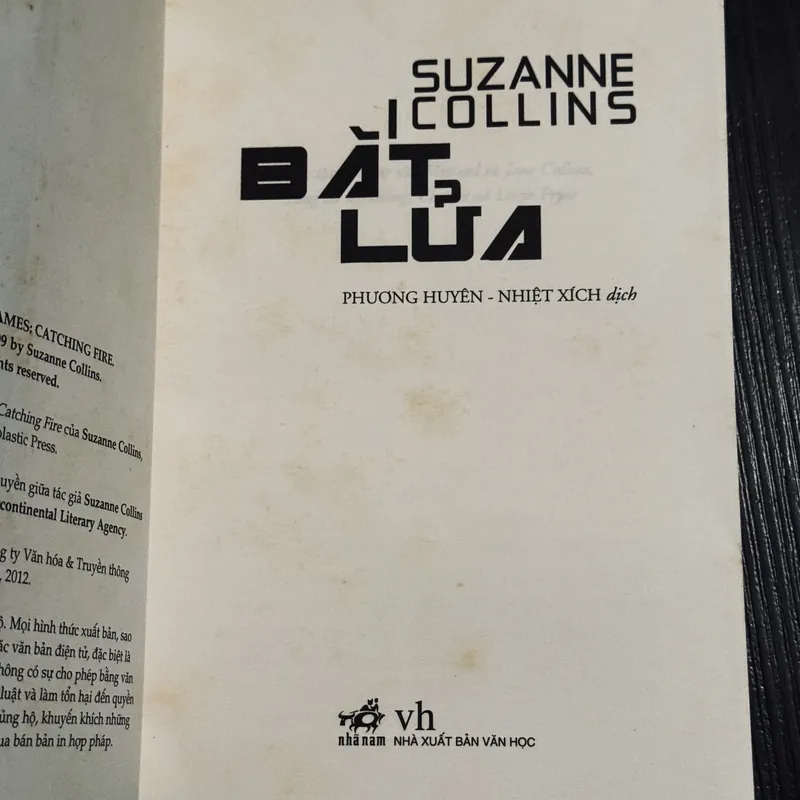 AMES: CATCHING FIRE.
9 by Suzanne Collins.
hts reserved.
Catching Fire của Suzanne Collins,
olastic Press.
uyền giữa tác giả Suzanne Collins
continental Literary Agency.
g ty Văn hóa & Truyền thông
, 2012.
ộ. Mọi hình thức xuất bản, sao
ác văn bản điện tử, đặc biệt là
hông có sự cho phép bằng văn
luật và làm tổn hại đến quyền
ủng hộ, khuyến khích những
ua bán bản in hợp pháp.
SUZANNE
COLLINS
BẮT
LỬA
PHƯƠNG HUYÊN - NHIỆT XÍCH dịch
nhã nam
vh
NHÀ XUẤT BẢN VĂN HỌC